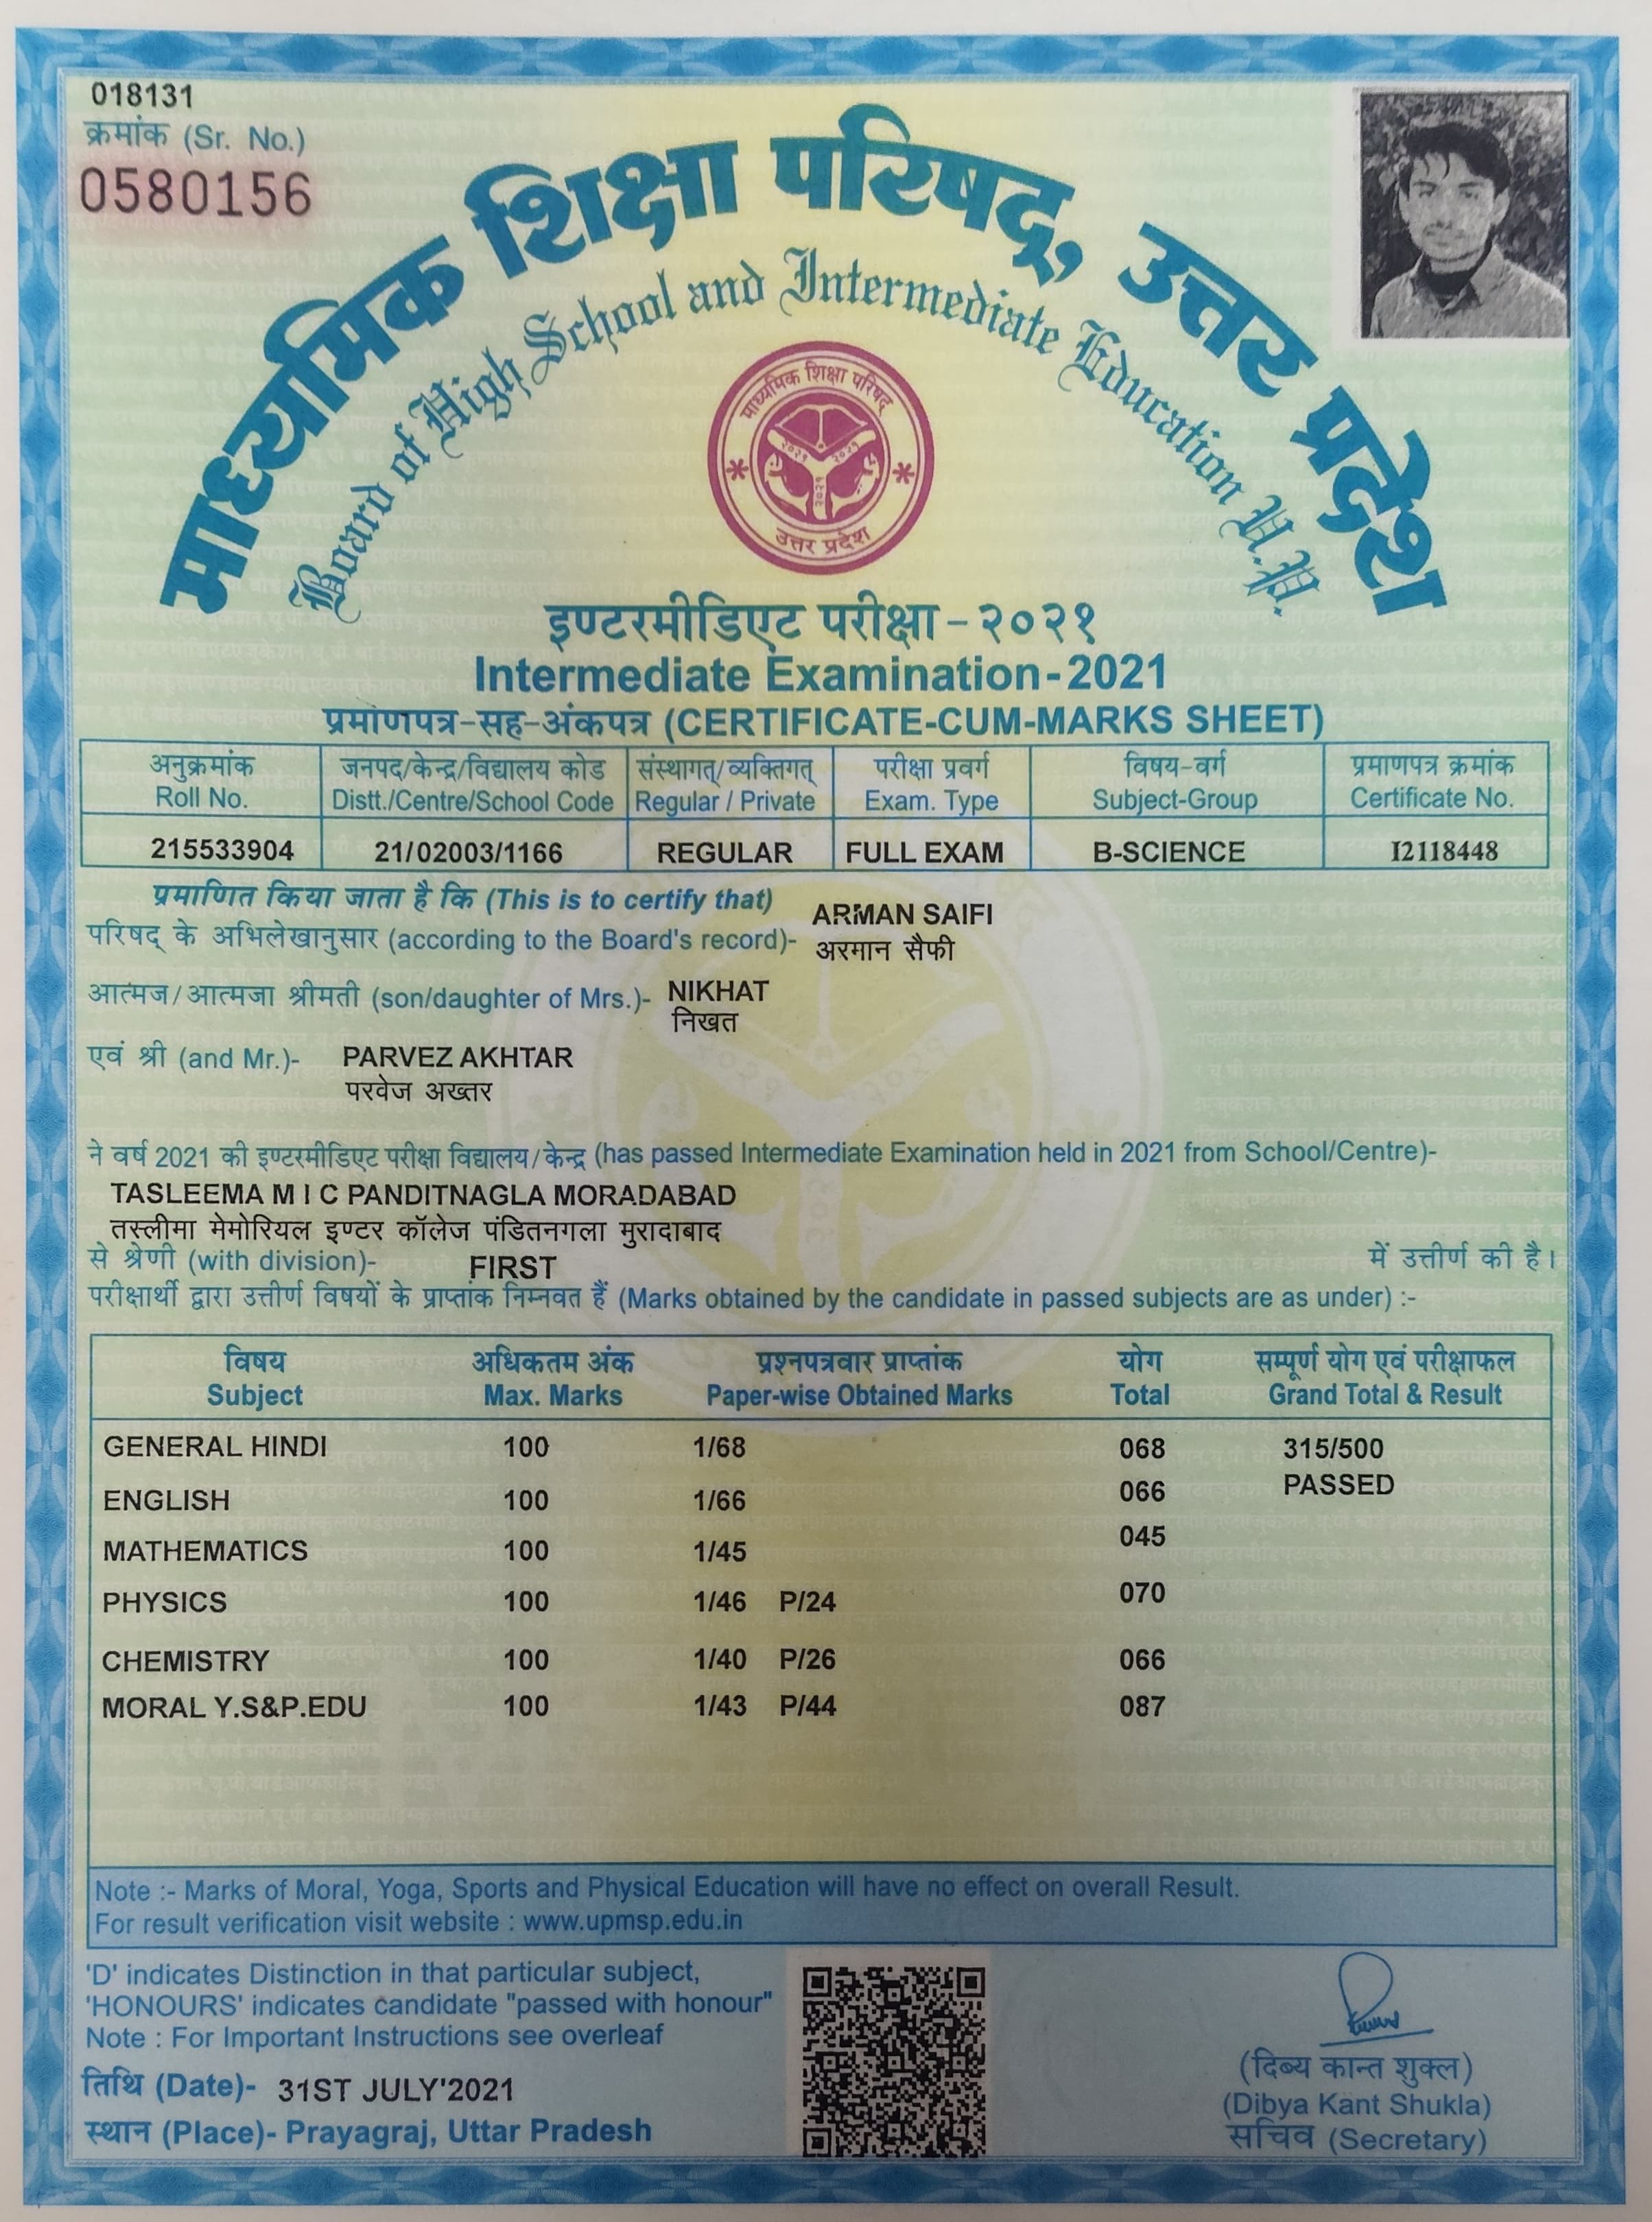 018131
क्रमांक (Sr. No.)
0580156
माध्यमिक शिक्षा परिषद्, उत्तर प्रदेश
Board of High School and Intermediate Education U.P.
माध्यमिक शिक्षा परिषद्
२०२१ २०२१
२०२१
उत्तर प्रदेश
इण्टरमीडिएट परीक्षा-२०२१
Intermediate Examination-2021
प्रमाणपत्र-सह-अंकपत्र (CERTIFICATE-CUM-MARKS SHEET)
अनुक्रमांक जनपद/केन्द्र/विद्यालय कोड संस्थागत्/व्यक्तिगत् परीक्षा प्रवर्ग विषय-वर्ग प्रमाणपत्र क्रमांक
Roll No. Distt./Centre/School Code Regular / Private Exam. Type Subject-Group Certificate No.
215533904 21/02003/1166 REGULAR FULL EXAM B-SCIENCE I2118448
प्रमाणित किया जाता है कि (This is to certify that)
परिषद् के अभिलेखानुसार (according to the Board's record)- ARMAN SAIFI
अरमान सैफी
आत्मज/आत्मजा श्रीमती (son/daughter of Mrs.)- NIKHAT
निखत
एवं श्री (and Mr.)- PARVEZ AKHTAR
परवेज अख्तर
ने वर्ष 2021 की इण्टरमीडिएट परीक्षा विद्यालय/केन्द्र (has passed Intermediate Examination held in 2021 from School/Centre)-
TASLEEMA M I C PANDITNAGLA MORADABAD
तस्लीमा मेमोरियल इण्टर कॉलेज पंडितनगला मुरादाबाद
से श्रेणी (with division)- FIRST में उत्तीर्ण की है।
परीक्षार्थी द्वारा उत्तीर्ण विषयों के प्राप्तांक निम्नवत हैं (Marks obtained by the candidate in passed subjects are as under) :-
विषय अधिकतम अंक प्रश्नपत्रवार प्राप्तांक योग सम्पूर्ण योग एवं परीक्षाफल
Subject Max. Marks Paper-wise Obtained Marks Total Grand Total & Result
GENERAL HINDI 100 1/68 068 315/500
PASSED
ENGLISH 100 1/66 066
MATHEMATICS 100 1/45 045
PHYSICS 100 1/46 P/24 070
CHEMISTRY 100 1/40 P/26 066
MORAL Y.S&P.EDU 100 1/43 P/44 087
Note :- Marks of Moral, Yoga, Sports and Physical Education will have no effect on overall Result.
For result verification visit website : www.upmsp.edu.in
'D' indicates Distinction in that particular subject,
'HONOURS' indicates candidate "passed with honour"
Note : For Important Instructions see overleaf
तिथि (Date)- 31ST JULY'2021
स्थान (Place)- Prayagraj, Uttar Pradesh
(दिब्य कान्त शुक्ल)
(Dibya Kant Shukla)
सचिव (Secretary)